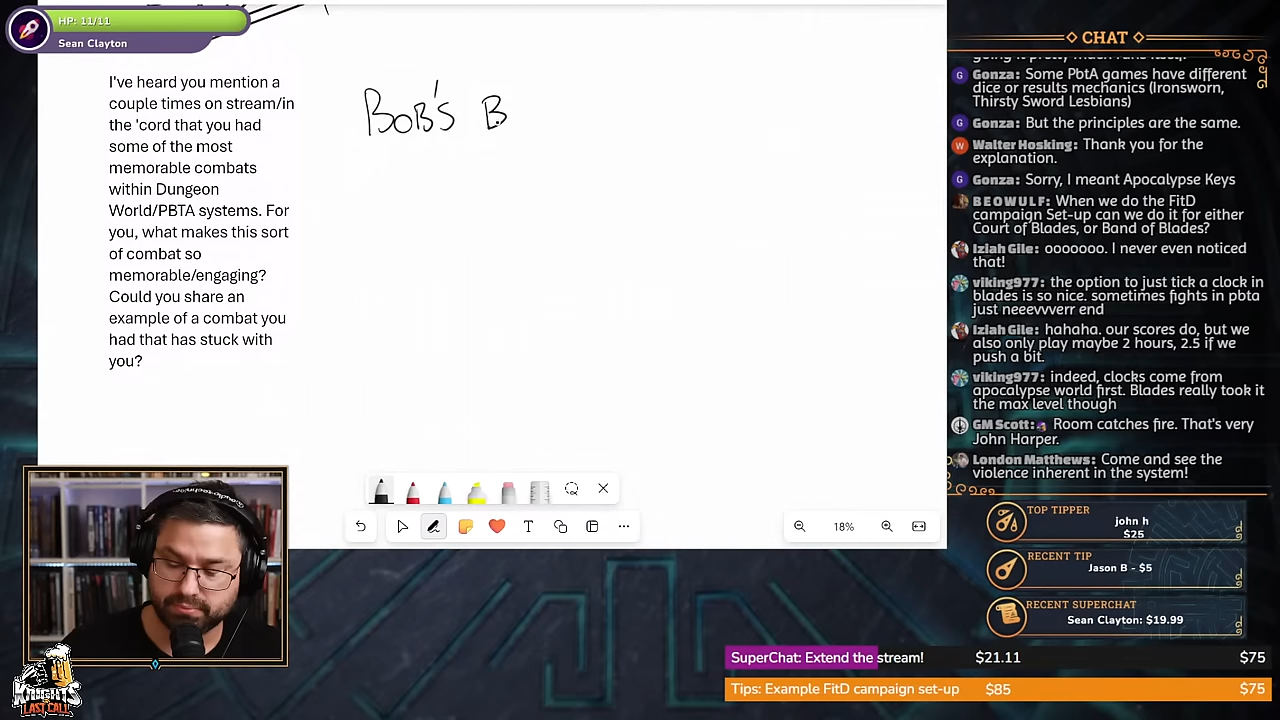 HP: 11/11
Sean Clayton
I've heard you mention a
couple times on stream/in
the 'cord that you had
some of the most
memorable combats
within Dungeon
World/PBTA systems. For
you, what makes this sort
of combat so
memorable/engaging?
Could you share an
example of a combat you
had that has stuck with
you?
BOB'S B
18%
KNIGHTS
OF
LAST CALL
CHAT
going it pretty much runs itself.
G Gonza: Some PbtA games have different
dice or results mechanics (Ironsworn,
Thirsty Sword Lesbians)
G Gonza: But the principles are the same.
W Walter Hosking: Thank you for the
explanation.
G Gonza: Sorry, I meant Apocalypse Keys
BEOWULF: When we do the FitD
campaign Set-up can we do it for either
Court of Blades, or Band of Blades?
Iziah Gile: ooooooo. I never even noticed
that!
viking977: the option to just tick a clock in
blades is so nice. sometimes fights in pbta
just neeevvverr end
Iziah Gile: hahaha. our scores do, but we
also only play maybe 2 hours, 2.5 if we
push a bit.
viking977: indeed, clocks come from
apocalypse world first. Blades really took it
the max level though
GM Scott: Room catches fire. That's very
John Harper.
London Matthews: Come and see the
violence inherent in the system!
TOP TIPPER
john h
$25
RECENT TIP
Jason B - $5
RECENT SUPERCHAT
Sean Clayton: $19.99
SuperChat: Extend the stream! $21.11 $75
Tips: Example FitD campaign set-up $85 $75